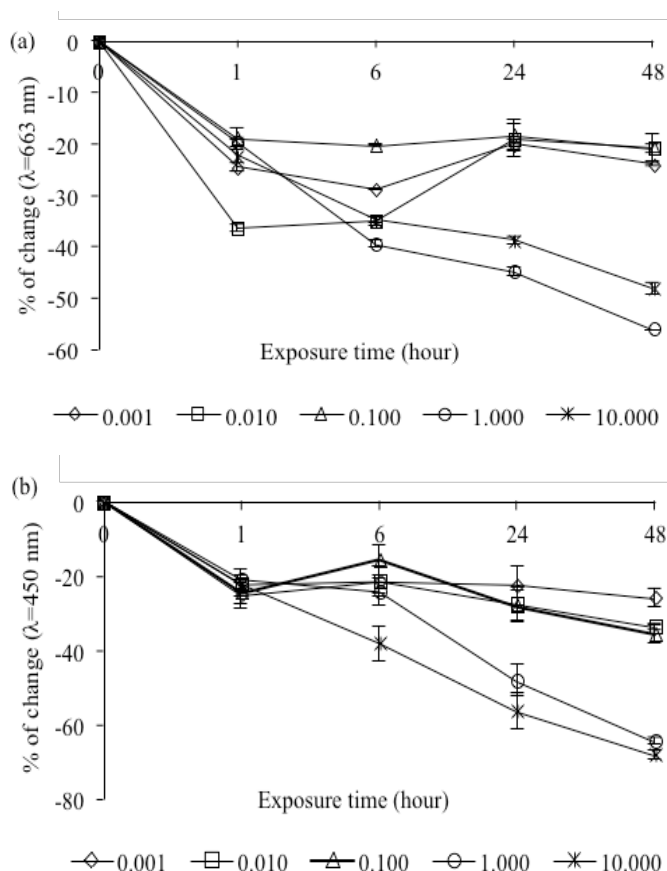 (a)
% of change (λ=663 nm)
0
-10
-20
-30
-40
-50
-60
0 1 6 24 48
Exposure time (hour)
0.001 0.010 0.100 1.000 10.000
(b)
% of change (λ=450 nm)
0
-20
-40
-60
-80
0 1 6 24 48
Exposure time (hour)
0.001 0.010 0.100 1.000 10.000